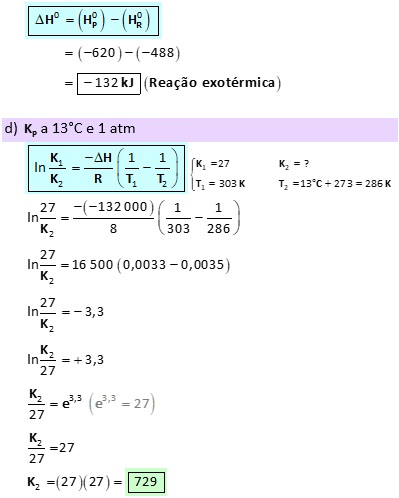 ΔH⁰ = (H⁰ₚ) − (H⁰ᵣ)
= (−620) − (−488)
= −132 kJ (Reação exotérmica)
d) Kₚ a 13°C e 1 atm
ln K₁/K₂ = −ΔH/R (1/T₁ − 1/T₂) { K₁ =27 K₂ = ?
T₁ = 303 K T₂ =13°C + 273 = 286 K
ln 27/K₂ = −(−132 000)/8 (1/303 − 1/286)
ln 27/K₂ = 16 500 (0,0033 − 0,0035)
ln 27/K₂ = − 3,3
ln K₂/27 = + 3,3
K₂/27 = e^3,3 (e^3,3 = 27)
K₂/27 =27
K₂ = (27)(27) = 729